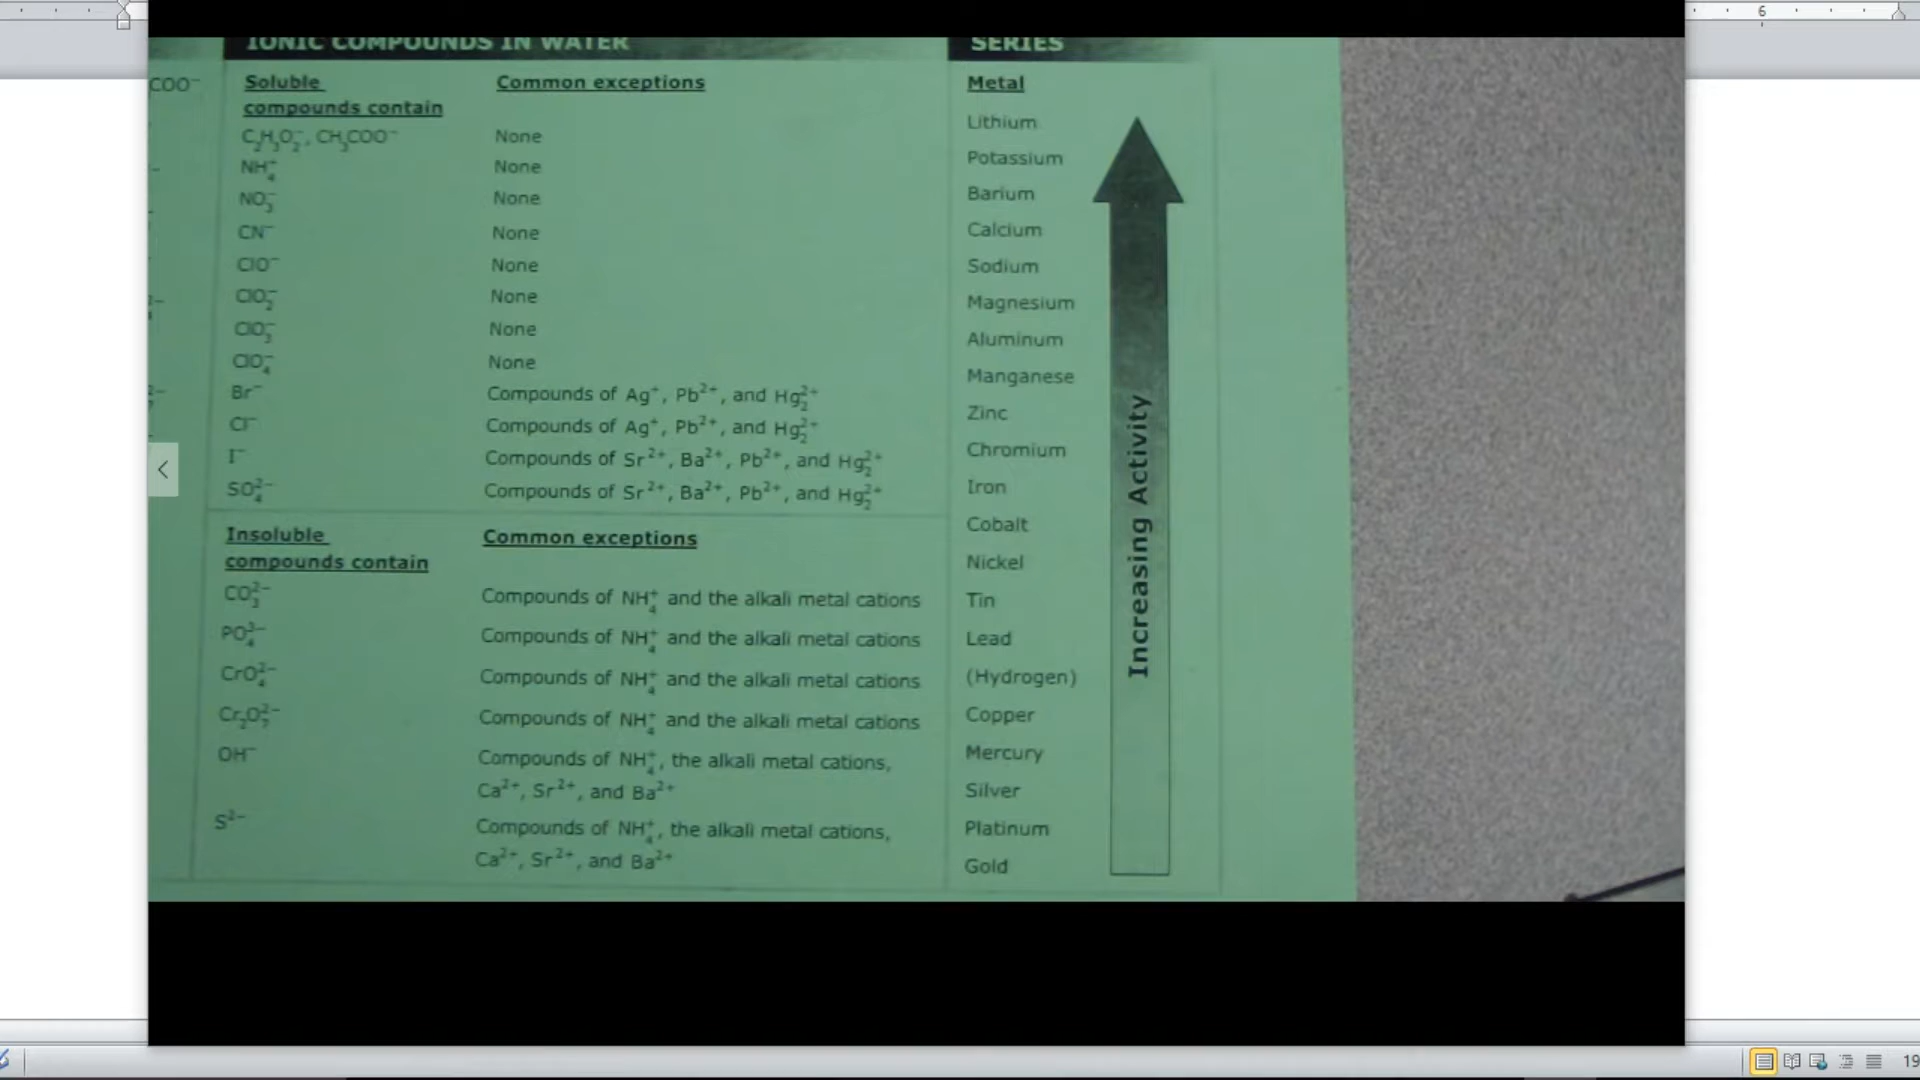 6
IONIC COMPOUNDS IN WATER
SERIES
COO⁻
Soluble
compounds contain
Common exceptions
C₂H₃O₂⁻, CH₃COO⁻ None
NH₄⁺ None
NO₃⁻ None
CN⁻ None
ClO⁻ None
ClO₂⁻ None
ClO₃⁻ None
ClO₄⁻ None
Br⁻ Compounds of Ag⁺, Pb²⁺, and Hg₂²⁺
Cl⁻ Compounds of Ag⁺, Pb²⁺, and Hg₂²⁺
I⁻ Compounds of Sr²⁺, Ba²⁺, Pb²⁺, and Hg₂²⁺
SO₄²⁻ Compounds of Sr²⁺, Ba²⁺, Pb²⁺, and Hg₂²⁺
Insoluble
compounds contain
Common exceptions
CO₃²⁻ Compounds of NH₄⁺ and the alkali metal cations
PO₄³⁻ Compounds of NH₄⁺ and the alkali metal cations
CrO₄²⁻ Compounds of NH₄⁺ and the alkali metal cations
Cr₂O₇²⁻ Compounds of NH₄⁺ and the alkali metal cations
OH⁻ Compounds of NH₄⁺, the alkali metal cations,
Ca²⁺, Sr²⁺, and Ba²⁺
S²⁻ Compounds of NH₄⁺, the alkali metal cations,
Ca²⁺, Sr²⁺, and Ba²⁺
Metal
Lithium
Potassium
Barium
Calcium
Sodium
Magnesium
Aluminum
Manganese
Zinc
Chromium
Iron
Cobalt
Nickel
Tin
Lead
(Hydrogen)
Copper
Mercury
Silver
Platinum
Gold
Increasing Activity
19